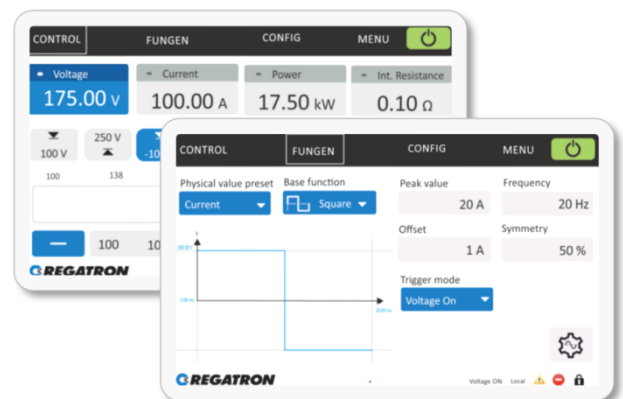 CONTROL FUNGEN CONFIG MENU
Voltage Current Power Int. Resistance
175.00 V 100.00 A 17.50 kW 0.10 Ω
100 V 250 V -10
100 138
100 10
REGATRON
CONTROL FUNGEN CONFIG MENU
Physical value preset Base function Peak value Frequency
Current Square 20 A 20 Hz
Offset Symmetry
1 A 50 %
Trigger mode
Voltage On
REGATRON
Voltage ON Local